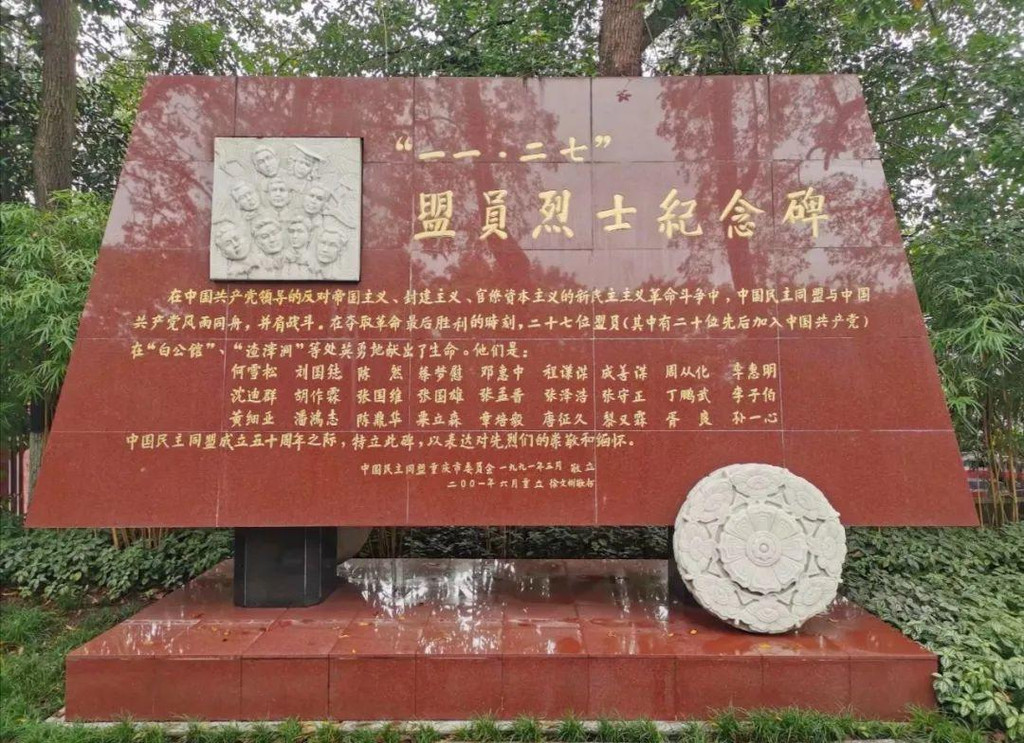 “一一·二七”
盟員烈士紀念碑
在中国共产党领导的反对帝国主义、封建主义、官僚资本主义的新民主主义革命斗争中，中国民主同盟与中国
共产党风雨同舟，并肩战斗。在夺取革命最后胜利的時刻，二十七位盟员（其中有二十位先后加入中国共产党）
在“白公館”、“渣滓洞”等处英勇地献出了生命。他们是：
何雪松 刘国鋕 陈 然 蔡梦慰 邓惠中 程谦谋 成善谋 周从化 李惠明
沈迪群 胡作霖 张国维 张国雄 张孟晋 张泽浩 张守正 丁鹏武 李子伯
黄细亚 潘鸿志 陈鼎华 栗立森 章培毅 唐征久 黎又霖 胥 良 孙一心
中国民主同盟成立五十周年之际，特立此碑，以表达对先烈们的崇敬和缅怀。
中国民主同盟重庆市委员会 一九九一年三月 敬立
二〇〇一年六月重立 徐文彬敬书